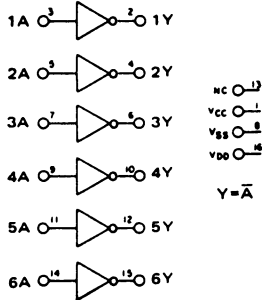 1A 3 2 1Y
2A 5 4 2Y
3A 7 6 3Y
4A 9 10 4Y
5A 11 12 5Y
6A 14 15 6Y
NC 13
VCC 1
VSS 8
VDD 16
Y=A̅